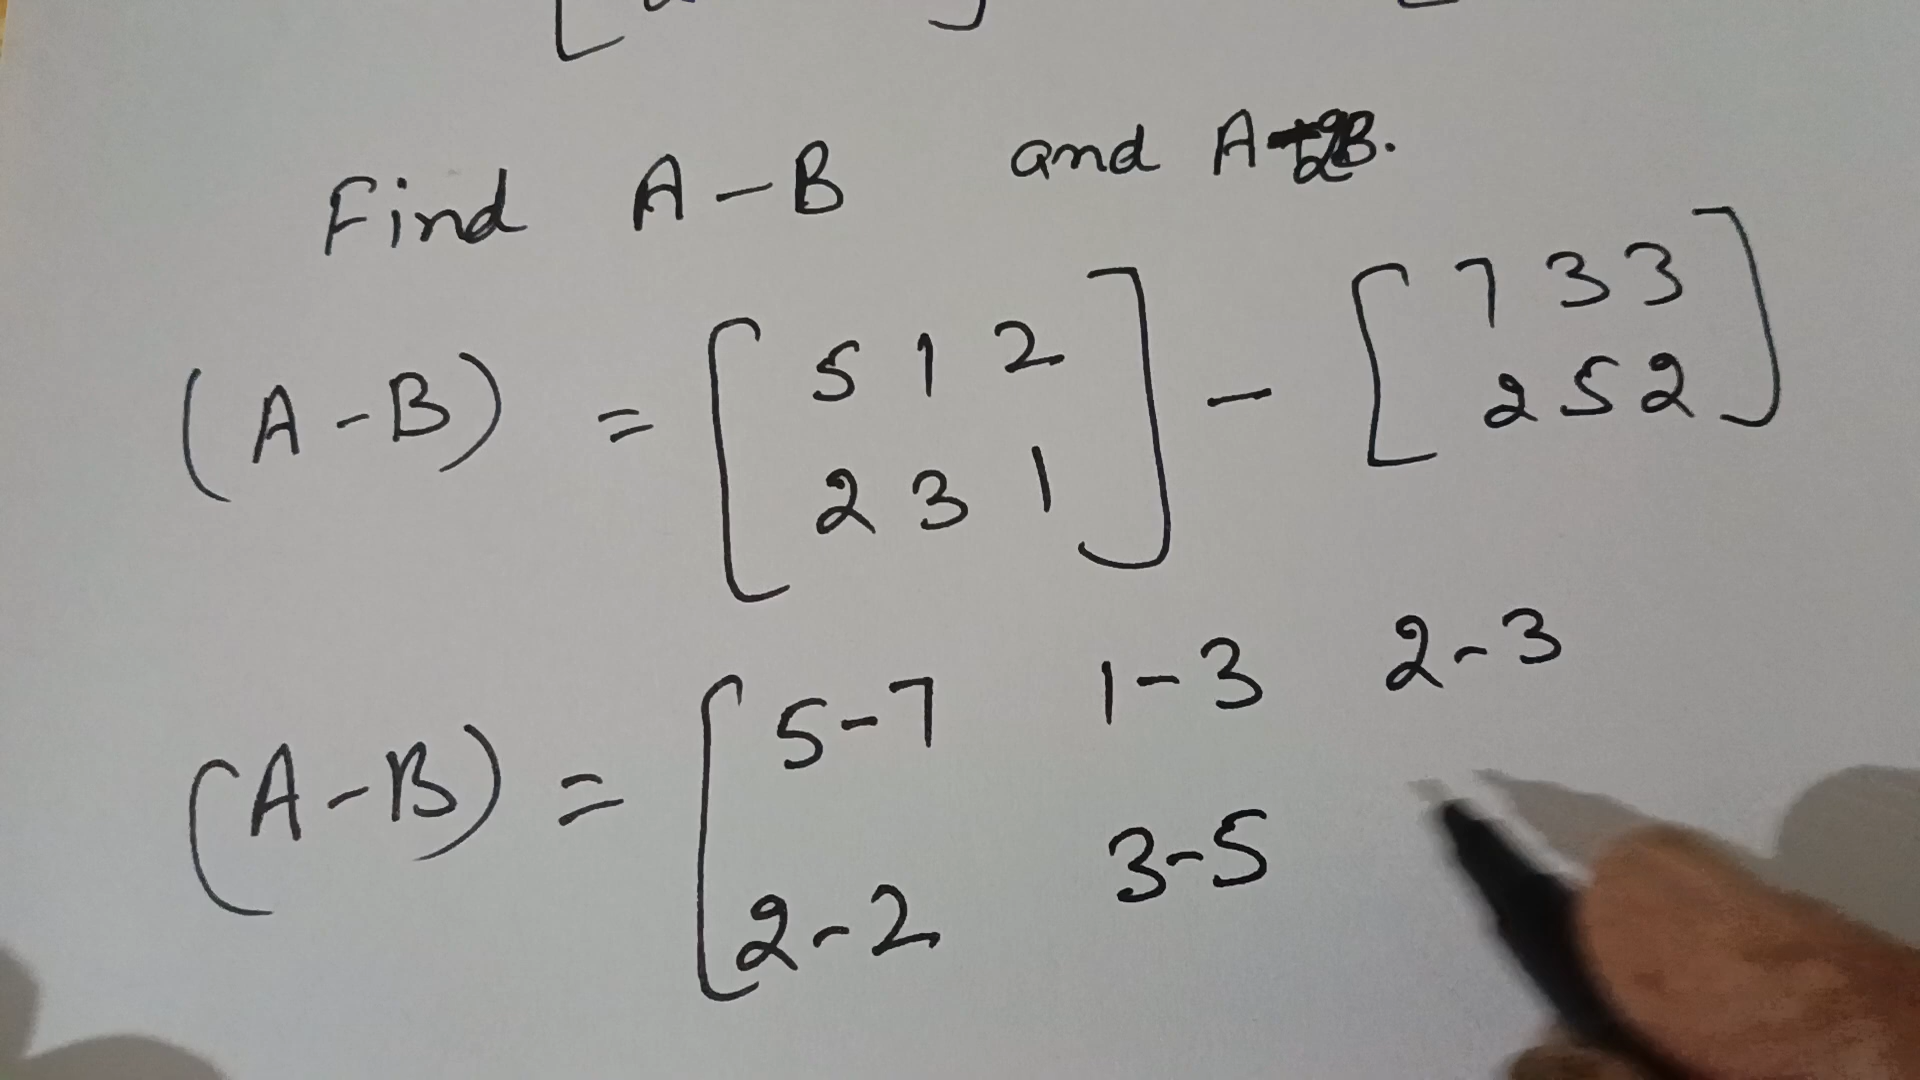 Find A-B and A
(A-B) = [5 1 2 2 3 1] - [7 3 3 2 5 2]
(A-B) = [5-7 1-3 2-3
2-2 3-5